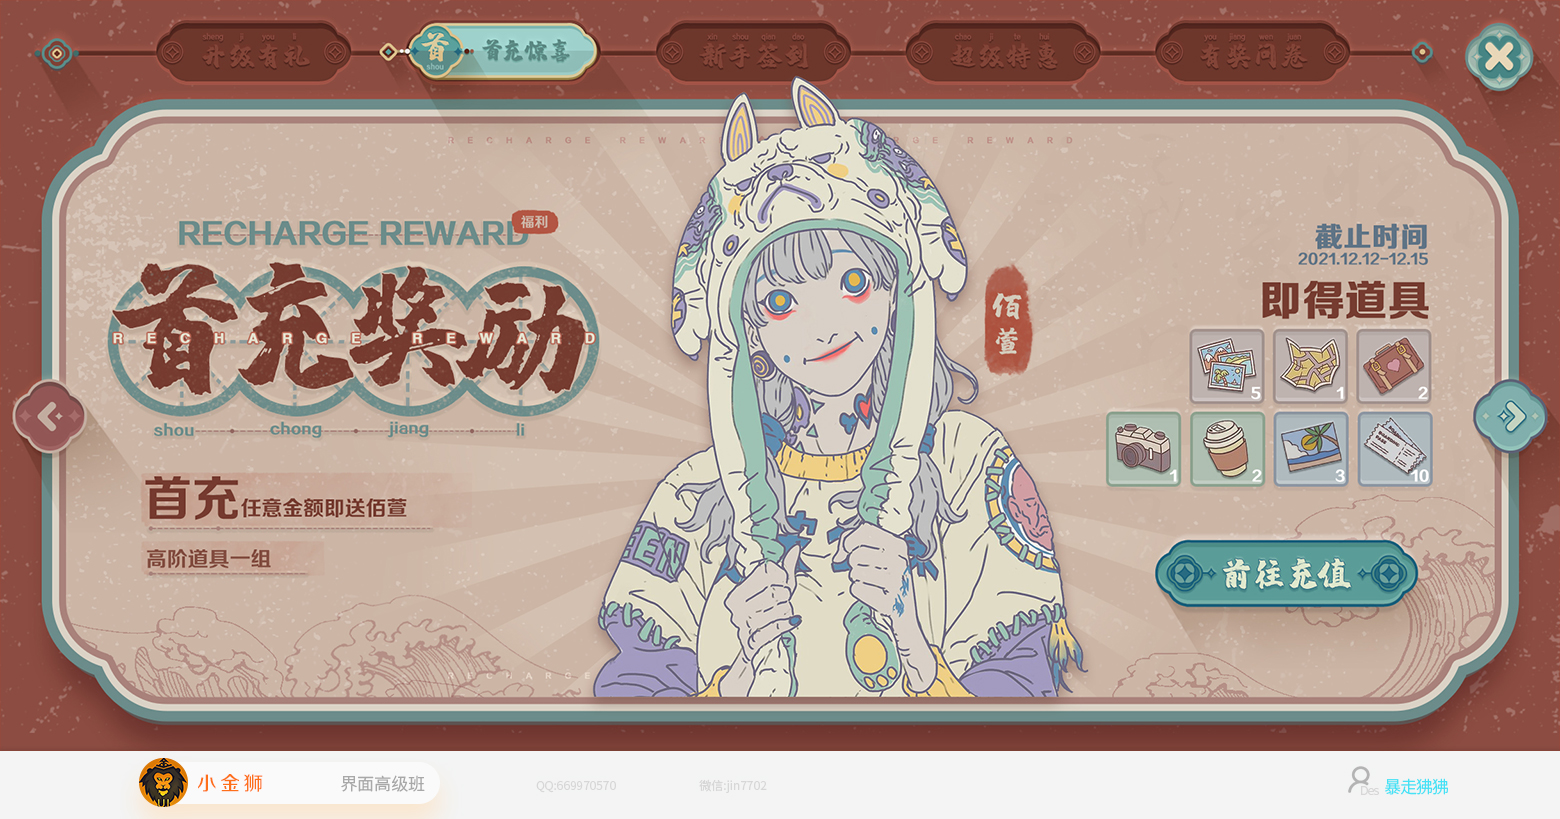 sheng ji you li
升级有礼
首
shou
首充惊喜
xin shou qian dao
新手签到
chao ji te hui
超级特惠
you jiang wen juan
有奖问卷
RECHARGE REWARD
福利
首充奖励
RECHARGE REWARD
shou chong jiang li
首充任意金额即送佰萱
高阶道具一组
佰萱
截止时间
2021.12.12-12.15
即得道具
5
1
2
1
2
3
10
前往充值
RECHARGE
小金狮
界面高级班
QQ:669970570
微信:jin7702
Des
暴走狒狒